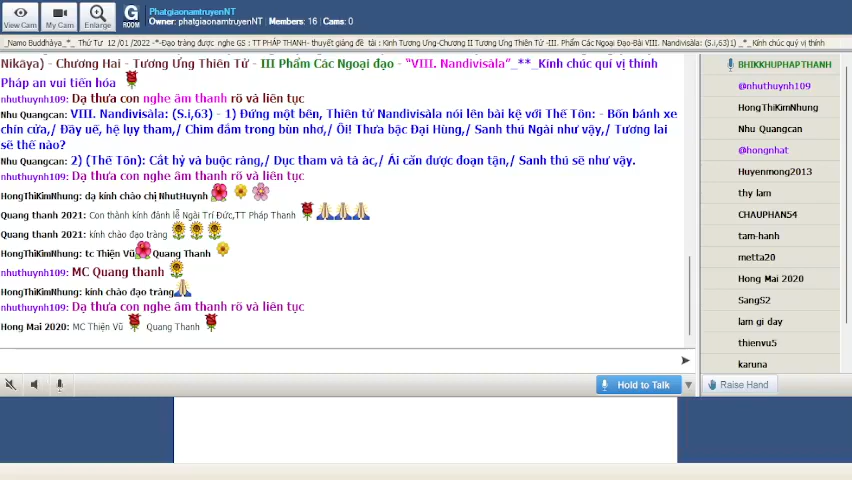 View Cam
My Cam
Enlarge
G
ROOM
PhatgiaonamtruyenNT
Owner: phatgiaonamtruyenNT | Members: 16 | Cams: 0
_Namo Buddhàya_*_ Thứ Tư 12/01/2022 -*-Đạo tràng được nghe GS : TT PHÁP THANH- thuyết giảng đề tài : Kinh Tương Ưng-Chương II Tương Ưng Thiên Tử -III. Phẩm Các Ngoại Đạo-Bài VIII. Nandivisàla: (S.i,63)1) _*_Kính chúc quý vị thính
Nikàya) - Chương Hai - Tương Ưng Thiên Tử - III Phẩm Các Ngoại đạo - "VIII. Nandivisàla"_**_Kính chúc quí vị thính
Pháp an vui tiến hóa
nhutuynh109: Dạ thưa con nghe âm thanh rõ và liên tục
Nhu Quangcan: VIII. Nandivisàla: (S.i,63) - 1) Đứng một bên, Thiên tử Nandivisàla nói lên bài kệ với Thế Tôn: - Bốn bánh xe
chín cửa,/ Đầy uế, hệ lụy tham,/ Chìm đắm trong bùn nhơ,/ Ôi! Thưa bậc Đại Hùng,/ Sanh thú Ngài như vậy,/ Tương lai
sẽ thế nào?
Nhu Quangcan: 2) (Thế Tôn): Cắt hỷ và buộc ràng,/ Dục tham và tà ác,/ Ái căn được đoạn tận,/ Sanh thú sẽ như vậy.
nhuthuynh109: Dạ thưa con nghe âm thanh rõ và liên tục
HongThiKimNhung: dạ kính chào chị NhutHuynh
Quang thanh 2021: Con thành kính đảnh lễ Ngài Trí Đức,TT Pháp Thanh
Quang thanh 2021: kính chào đạo tràng
HongThiKimNhung: tc Thiện Vũ Quang Thanh
nhuthuynh109: MC Quang thanh
HongThiKimNhung: kính chào đạo tràng
nhuthuynh109: Dạ thưa con nghe âm thanh rõ và liên tục
Hong Mai 2020: MC Thiện Vũ Quang Thanh
Hold to Talk
BHIKKHUPHAPTHANH
@nhuthuynh109
HongThiKimNhung
Nhu Quangcan
@hongnhat
Huyenmong2013
thy lam
CHAUPHAN54
tam-hanh
metta20
Hong Mai 2020
SangS2
lam gi day
thienvu5
karuna
Raise Hand